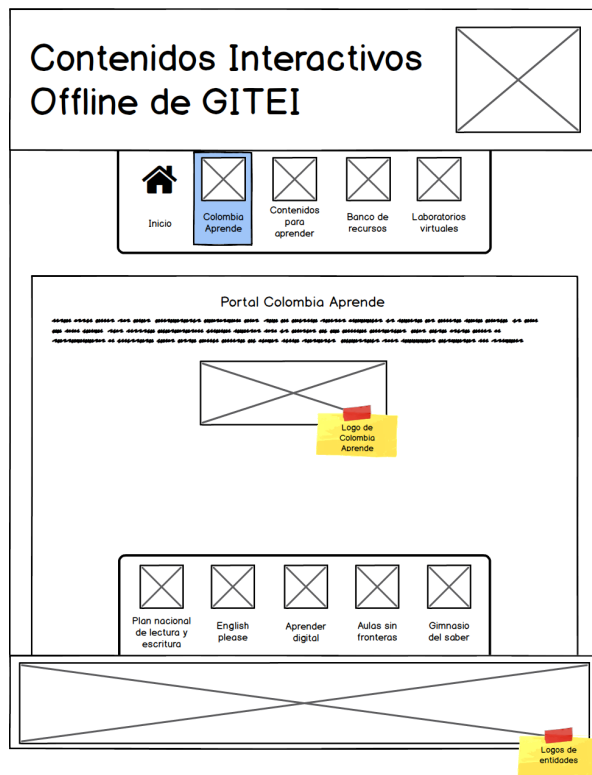 Contenidos Interactivos
Offline de GITEI
Inicio
Colombia
Aprende
Contenidos
para
aprender
Banco de
recursos
Laboratorios
virtuales
Portal Colombia Aprende
Logo de
Colombia
Aprende
Plan nacional
de lectura y
escritura
English
please
Aprender
digital
Aulas sin
fronteras
Gimnasio
del saber
Logos de
entidades